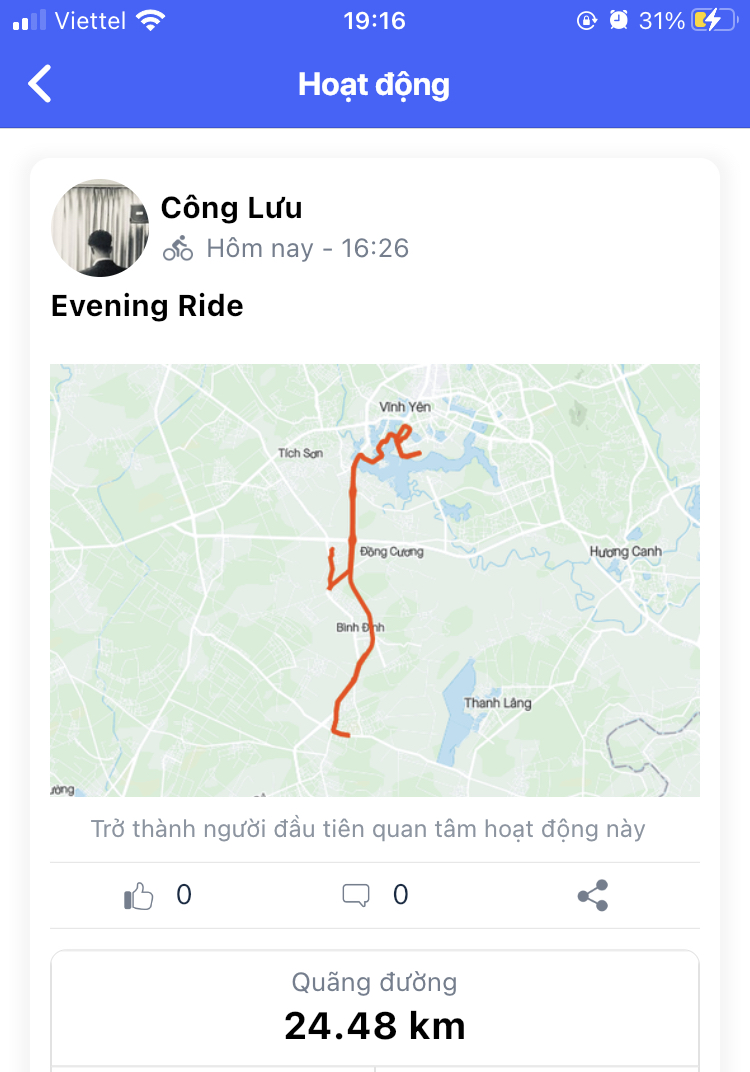 Viettel 19:16 31%
Hoạt động
Công Lưu
Hôm nay - 16:26
Evening Ride
Vĩnh Yên
Tích Sơn
Đồng Cương
Hương Canh
Bình Định
Thanh Lãng
ường
Trở thành người đầu tiên quan tâm hoạt động này
0 0
Quãng đường
24.48 km